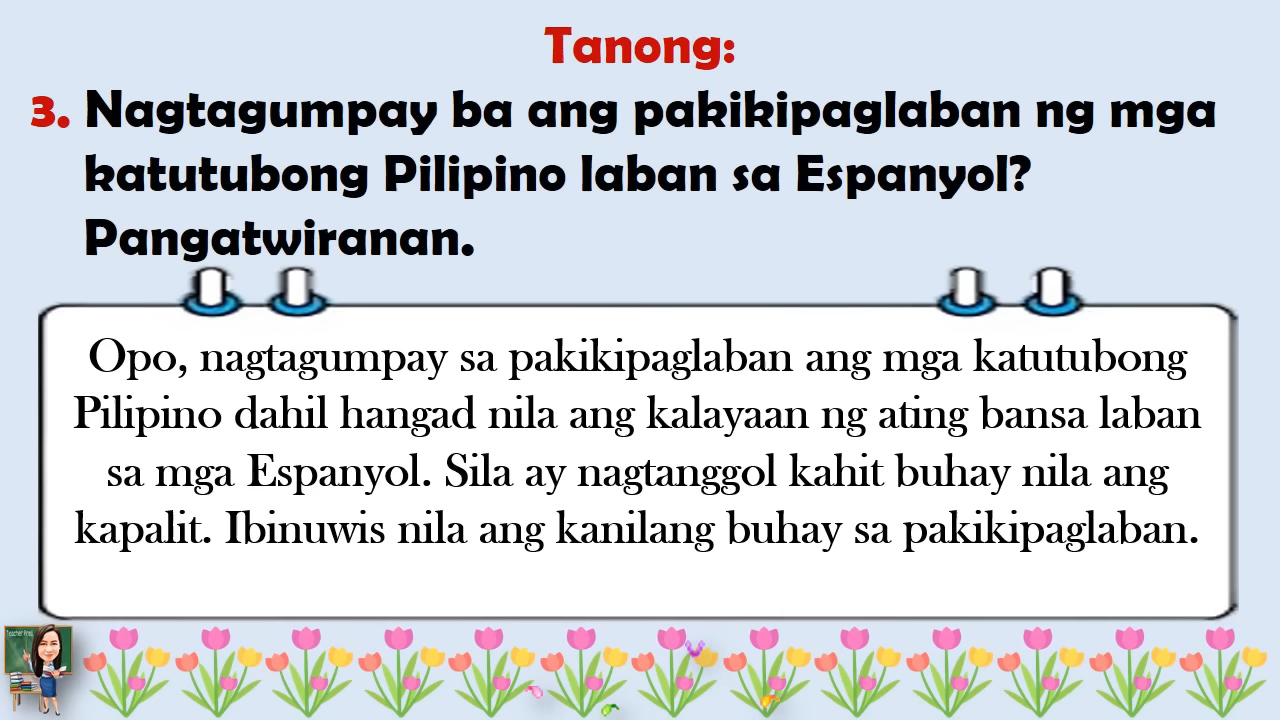 Tanong:
3. Nagtagumpay ba ang pakikipaglaban ng mga
katutubong Pilipino laban sa Espanyol?
Pangatwiranan.
Opo, nagtagumpay sa pakikipaglaban ang mga katutubong
Pilipino dahil hangad nila ang kalayaan ng ating bansa laban
sa mga Espanyol. Sila ay nagtanggol kahit buhay nila ang
kapalit. Ibinuwis nila ang kanilang buhay sa pakikipaglaban.